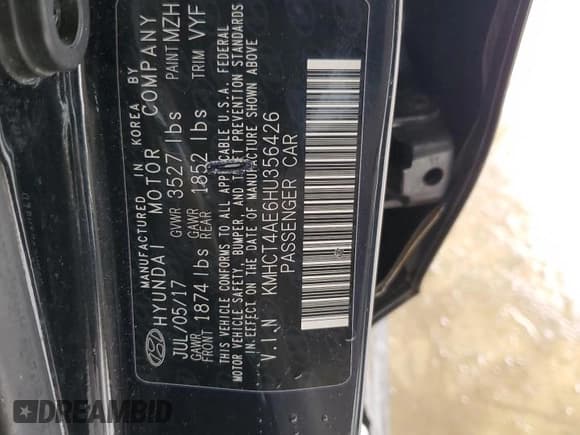 MANUFACTURED IN KOREA BY
HYUNDAI MOTOR COMPANY
JUL/05/17 GVWR 3527 lbs PAINT MZH
GAWR FRONT 1874 lbs GAWR REAR 1852 lbs TRIM VYF
THIS VEHICLE CONFORMS TO ALL APPLICABLE U.S.A. FEDERAL
MOTOR VEHICLE SAFETY, BUMPER, AND THEFT PREVENTION STANDARDS
IN EFFECT ON THE DATE OF MANUFACTURE SHOWN ABOVE
V.I.N KMHCT4AE6HU356426
PASSENGER CAR
DREAMBID